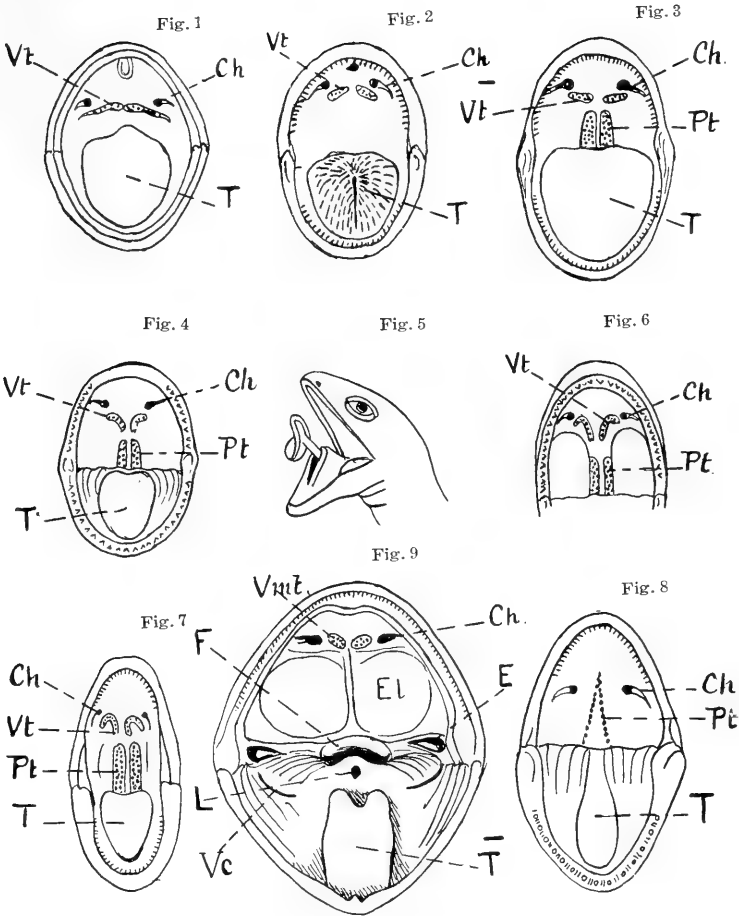 Fig. 1
Vt
Ch
T
Fig. 2
Vt
Ch
T
Fig. 3
Ch.
Vt
Pt
T
Fig. 4
Vt
Ch
Pt
T
Fig. 5
Fig. 6
Vt
Ch
Pt
Fig. 7
Ch
Vt
Pt
T
Fig. 9
Vmt.
Ch.
F
El
E
L
Vc
T
Fig. 8
Ch
Pt
T